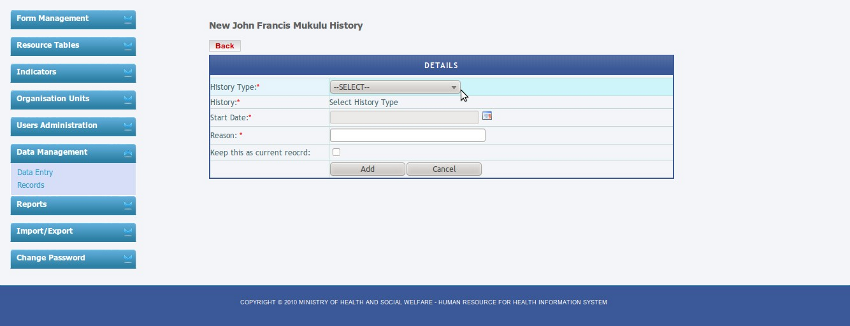 Form Management
Resource Tables
Indicators
Organisation Units
Users Administration
Data Management
Data Entry
Records
Reports
Import/Export
Change Password
New John Francis Mukulu History
Back
DETAILS
History Type:* --SELECT--
History:* Select History Type
Start Date:*
Reason: *
Keep this as current reocrd:
Add Cancel
COPYRIGHT © 2010 MINISTRY OF HEALTH AND SOCIAL WELFARE - HUMAN RESOURCE FOR HEALTH INFORMATION SYSTEM